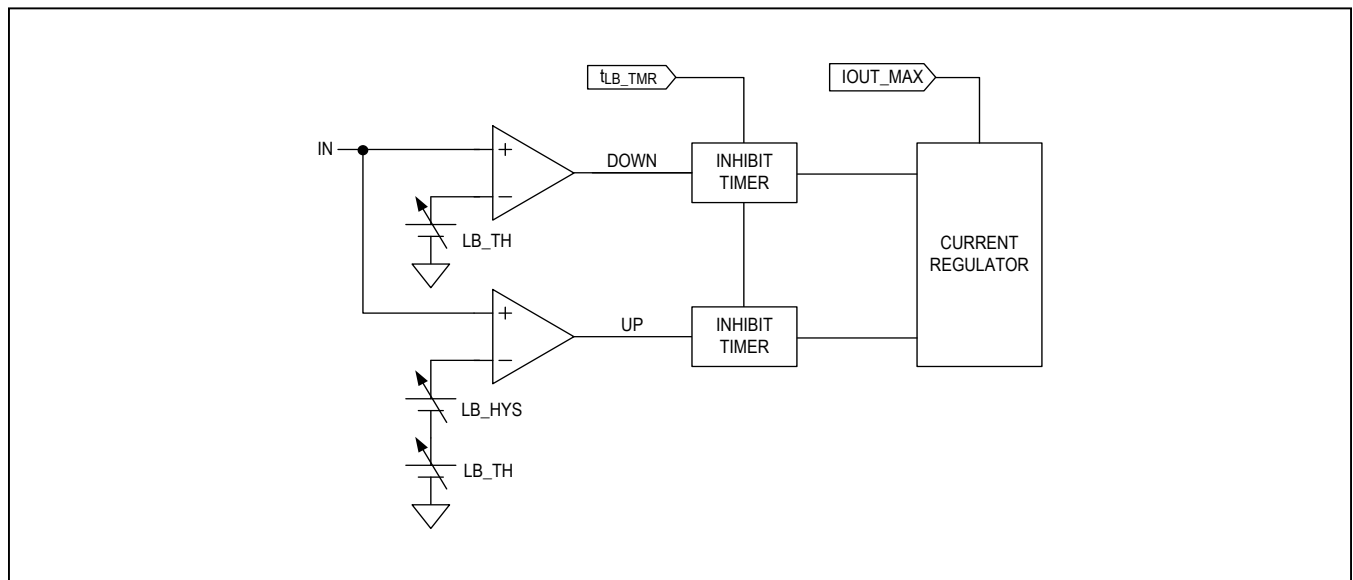 tLB_TMR
IOUT_MAX
IN
+
−
DOWN
INHIBIT
TIMER
LB_TH
CURRENT
REGULATOR
+
−
UP
INHIBIT
TIMER
LB_HYS
LB_TH